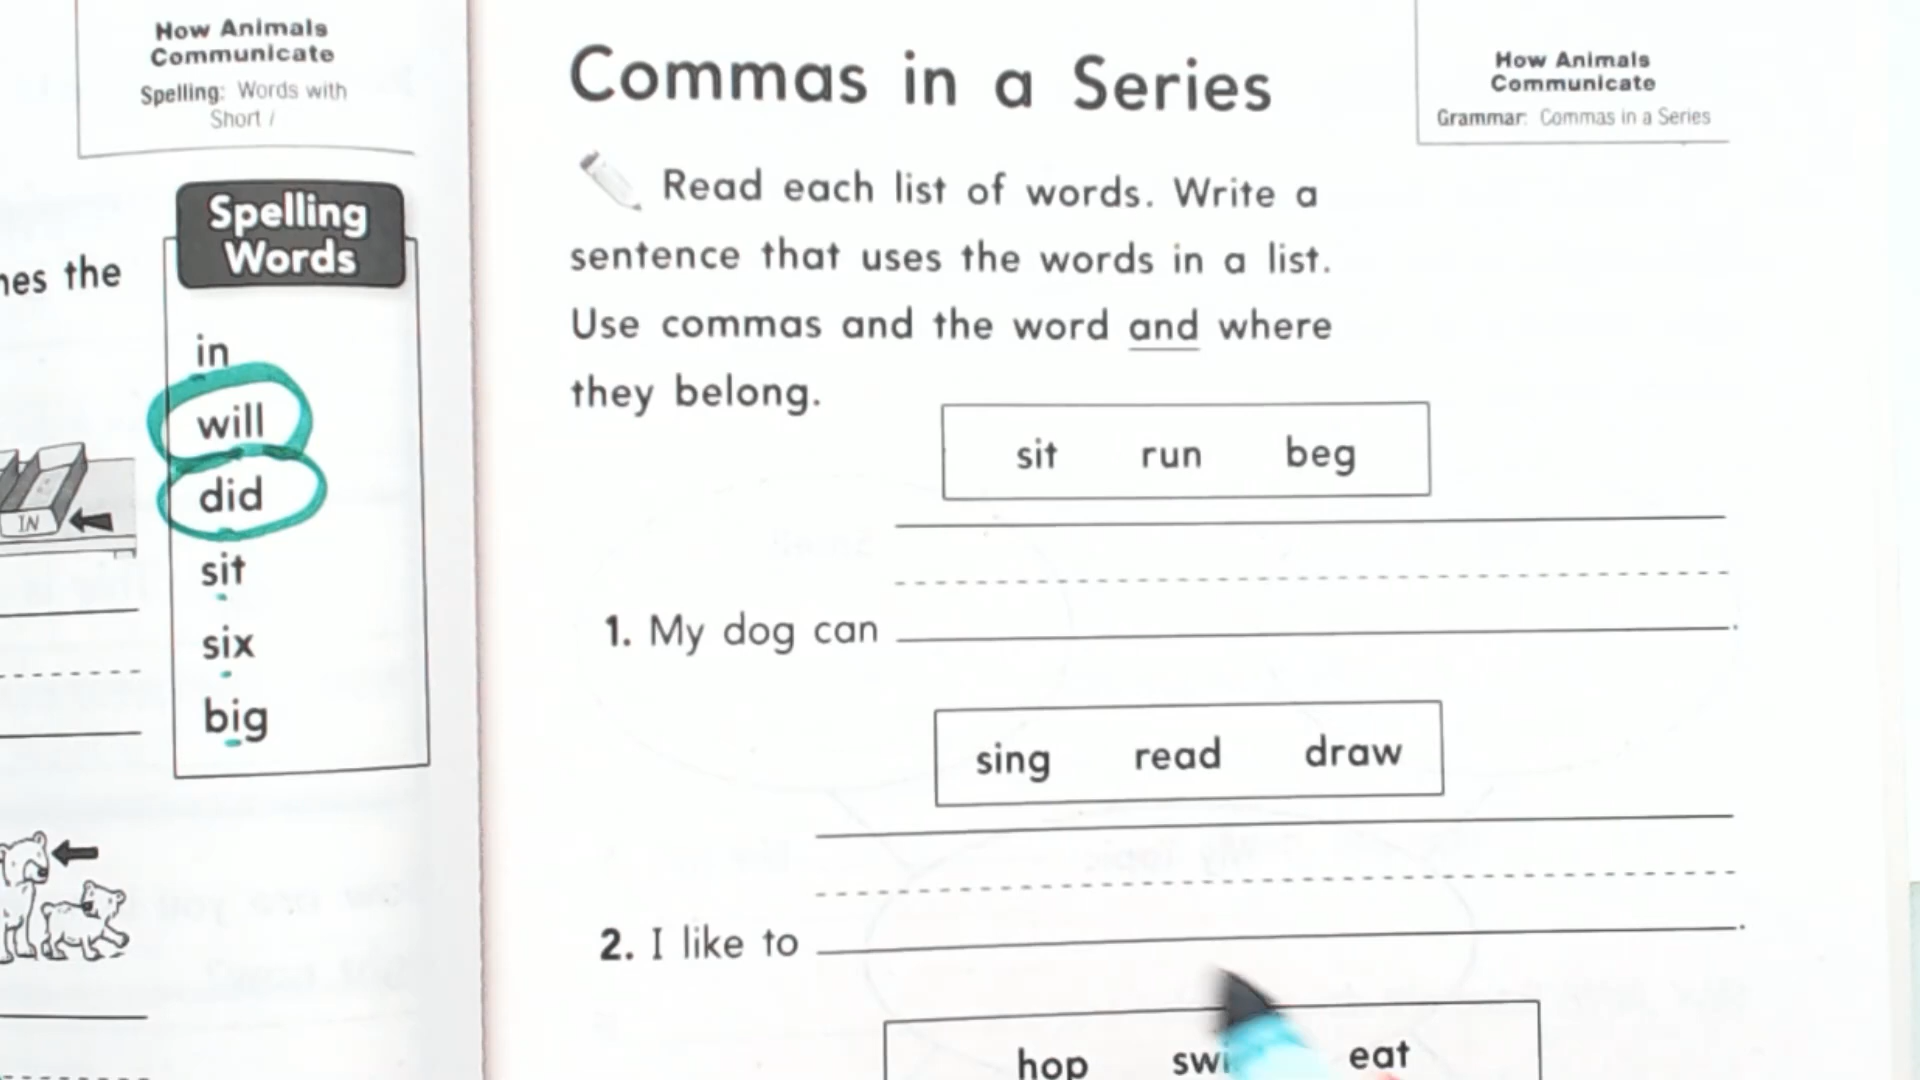 How Animals
Communicate
Spelling: Words with
Short i
the
Spelling
Words
in
will
did
sit
six
big
IN
Commas in a Series
How Animals
Communicate
Grammar: Commas in a Series
Read each list of words. Write a
sentence that uses the words in a list.
Use commas and the word and where
they belong.
sit run beg
1. My dog can .
sing read draw
2. I like to .
hop eat